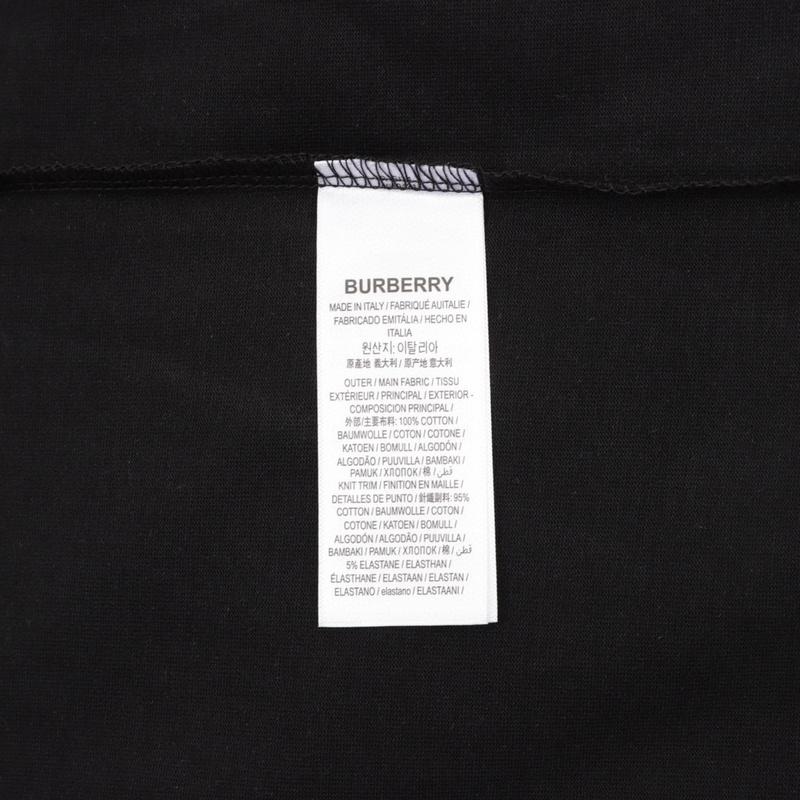 BURBERRY
MADE IN ITALY / FABRIQUÉ AUITALIE /
FABRICADO EMITÁLIA / HECHO EN
ITALIA
원산지: 이탈리아
原產地 義大利 / 原产地 意大利
OUTER / MAIN FABRIC / TISSU
EXTÉRIEUR / PRINCIPAL / EXTERIOR -
COMPOSICION PRINCIPAL /
外部/主要布料: 100% COTTON /
BAUMWOLLE / COTON / COTONE /
KATOEN / BOMULL / ALGODÓN /
ALGODÃO / PUUVILLA / BAMBAKI /
PAMUK / ХЛОПОК / 棉 / قطن
KNIT TRIM / FINITION EN MAILLE /
DETALLES DE PUNTO / 針織副料: 95%
COTTON / BAUMWOLLE / COTON /
COTONE / KATOEN / BOMULL /
ALGODÓN / ALGODÃO / PUUVILLA /
BAMBAKI / PAMUK / ХЛОПОК / 棉 / قطن
5% ELASTANE / ELASTHAN /
ÉLASTHANE / ELASTAAN / ELASTAN /
ELASTANO / elastano / ELASTAANI /